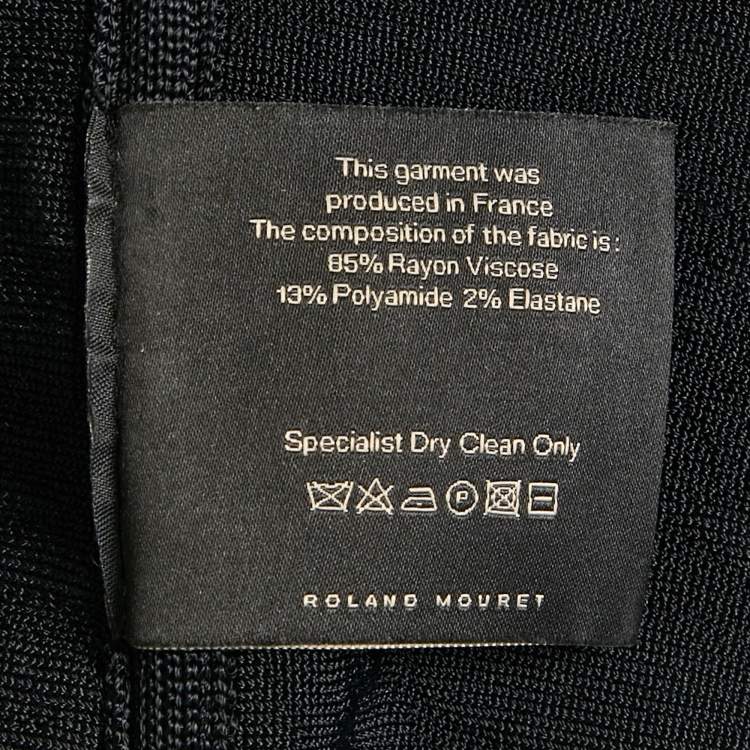 This garment was
produced in France
The composition of the fabric is:
85% Rayon Viscose
13% Polyamide 2% Elastane
Specialist Dry Clean Only
P
ROLAND MOURET